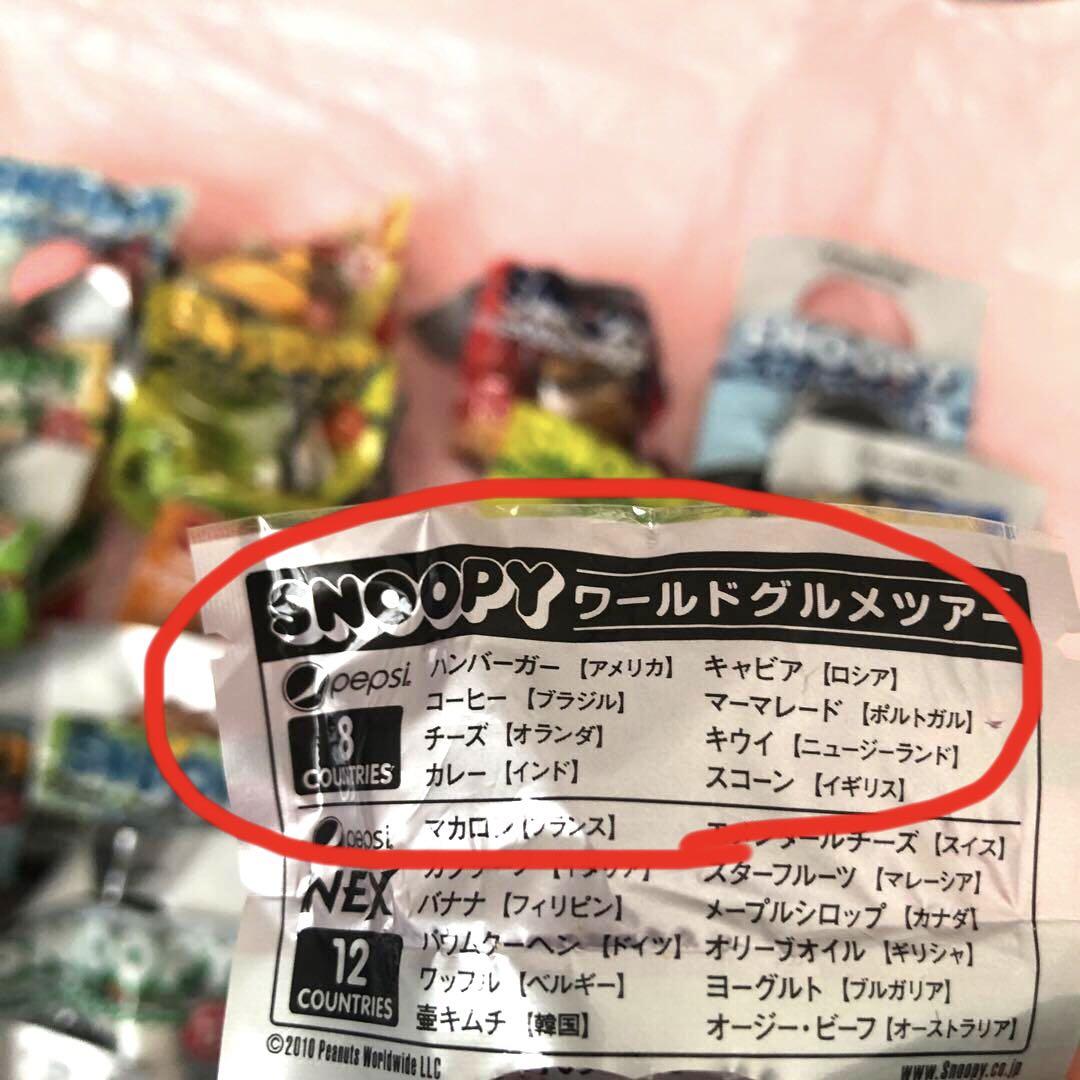 SNOOPY ワールドグルメツアー
pepsi.
8
COUNTRIES
ハンバーガー【アメリカ】
コーヒー【ブラジル】
チーズ【オランダ】
カレー【インド】
キャビア【ロシア】
マーマレード【ポルトガル】
キウイ【ニュージーランド】
スコーン【イギリス】
pepsi.
NEX
12
COUNTRIES
マカロン【フランス】
バナナ【フィリピン】
バウムクーヘン【ドイツ】
ワッフル【ベルギー】
壷キムチ【韓国】
【スイス】
スターフルーツ【マレーシア】
メープルシロップ【カナダ】
オリーブオイル【ギリシャ】
ヨーグルト【ブルガリア】
オージー・ビーフ【オーストラリア】
©2010 Peanuts Worldwide LLC
www.Snoopy.co.jp
SNOOPY